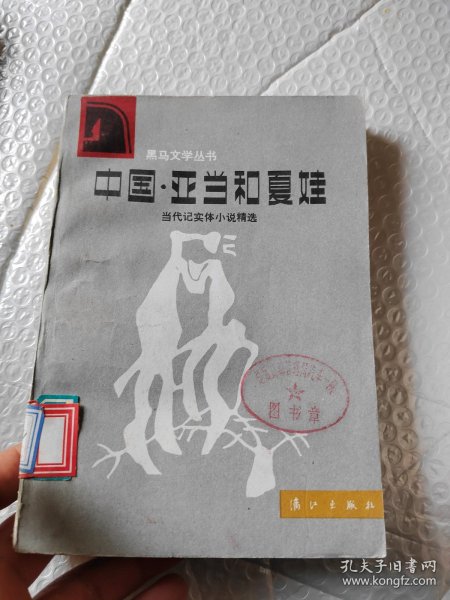 黑马文学丛书
中国·亚当和夏娃
当代记实体小说精选
图书章
漓江出版社
孔夫子旧书网
www.kongfz.com